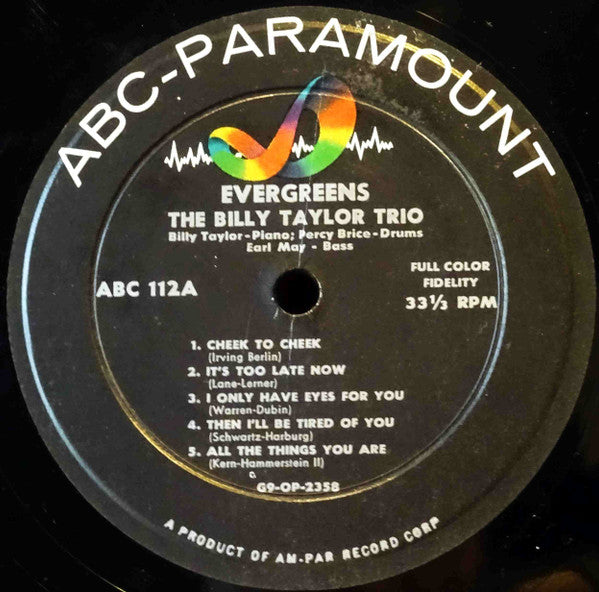 ABC-PARAMOUNT
EVERGREENS
THE BILLY TAYLOR TRIO
Billy Taylor-Piano; Percy Brice-Drums
Earl May - Bass
ABC 112A
FULL COLOR
FIDELITY
33⅓ RPM
1. CHEEK TO CHEEK
(Irving Berlin)
2. IT'S TOO LATE NOW
(Lane-Lerner)
3. I ONLY HAVE EYES FOR YOU
(Warren-Dubin)
4. THEN I'LL BE TIRED OF YOU
(Schwartz-Harburg)
5. ALL THE THINGS YOU ARE
(Kern-Hammerstein II)
G9-OP-2358
A PRODUCT OF AM-PAR RECORD CORP